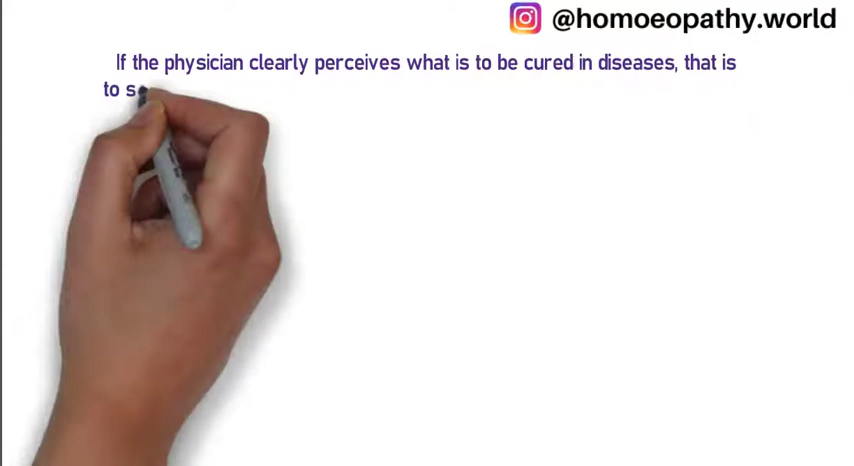 @homoeopathy.world
If the physician clearly perceives what is to be cured in diseases, that is
to s